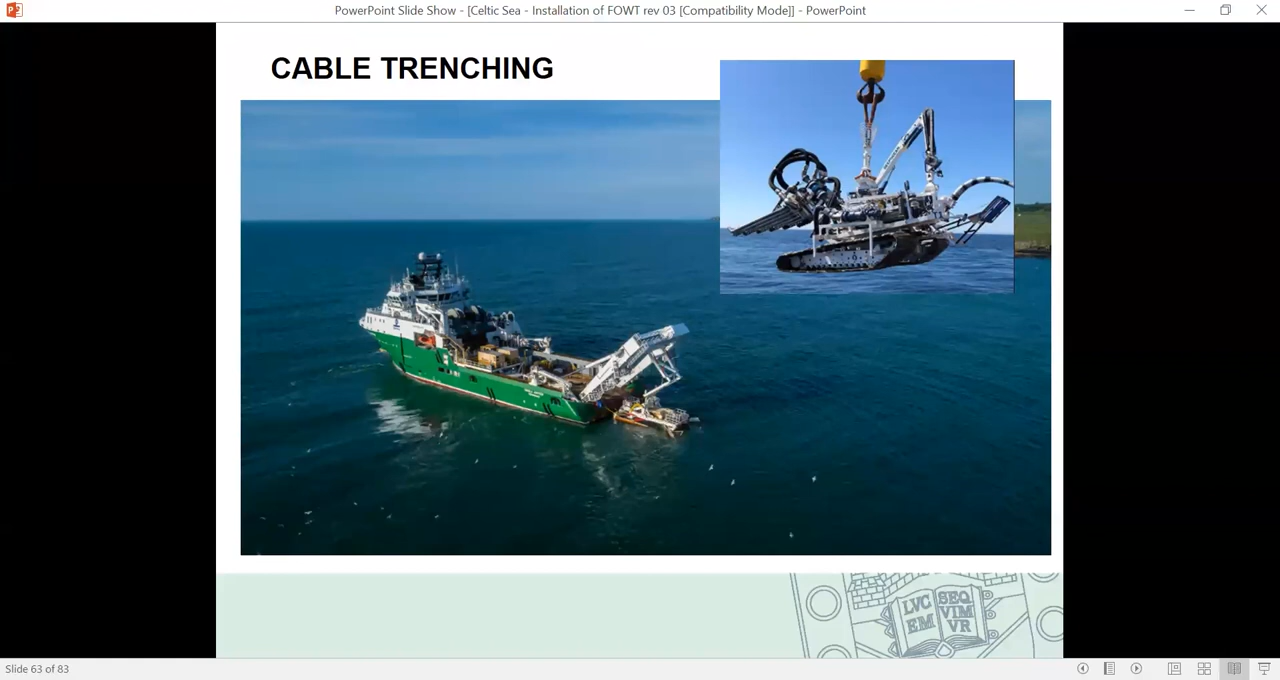 PowerPoint Slide Show - [Celtic Sea - Installation of FOWT rev 03 [Compatibility Mode]] - PowerPoint
CABLE TRENCHING
LVC
EM
SEQ
VIM
VR
Slide 63 of 83